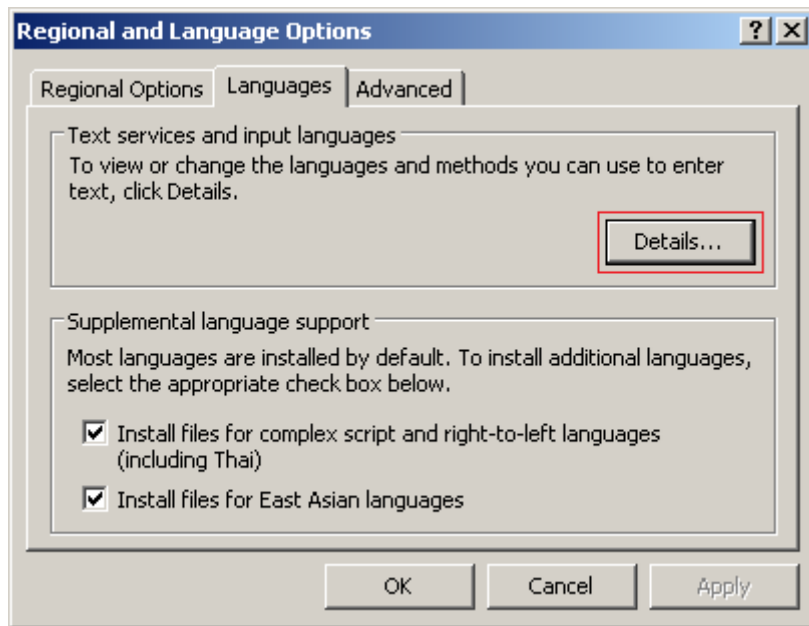 Regional and Language Options
Regional Options Languages Advanced
Text services and input languages
To view or change the languages and methods you can use to enter
text, click Details.
Details...
Supplemental language support
Most languages are installed by default. To install additional languages,
select the appropriate check box below.
Install files for complex script and right-to-left languages
(including Thai)
Install files for East Asian languages
OK Cancel Apply